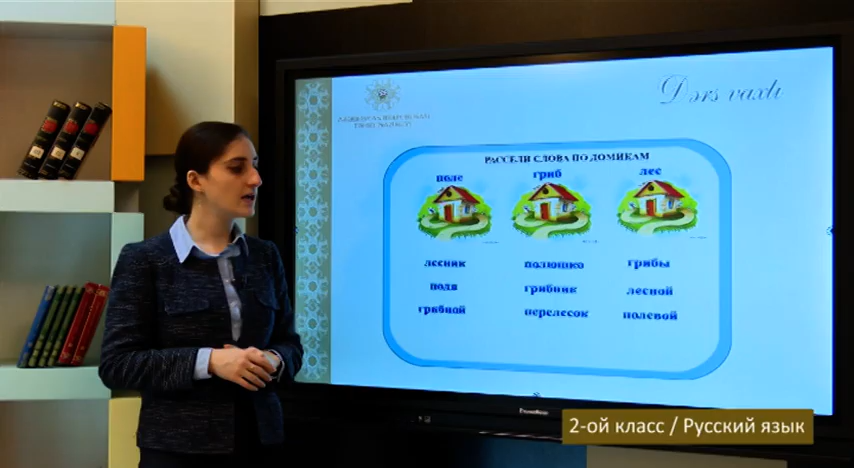 Dərs vaxtı
РАССЕЛИ СЛОВА ПО ДОМИКАМ
поле гриб лес
лесник полюшко грибы
поля грибник лесной
грибной перелесок полевой
2-ой класс / Русский язык